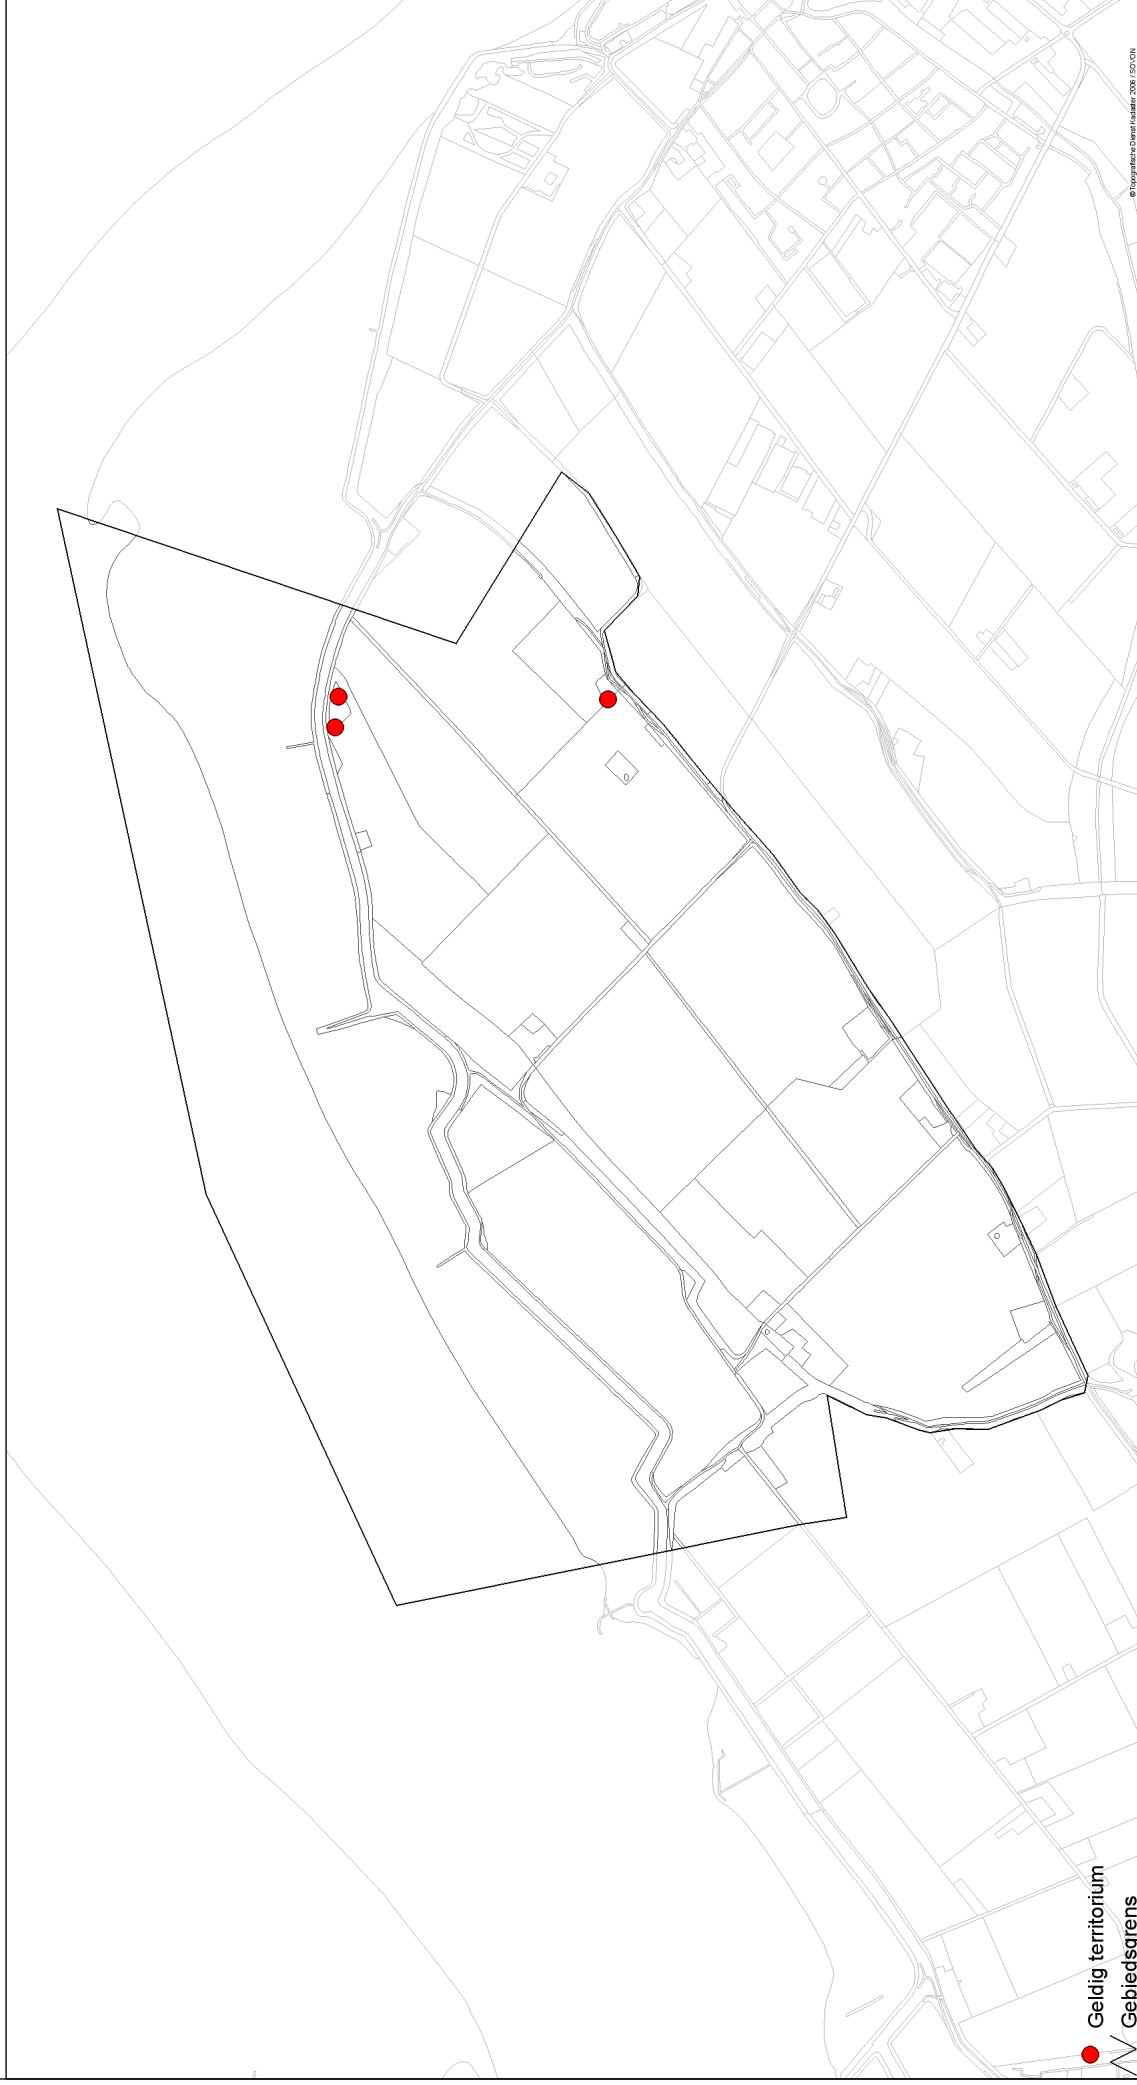 Geldig territorium
Gebiedsgrens
© Topografische Dienst Kadaster 2006 / SOVON